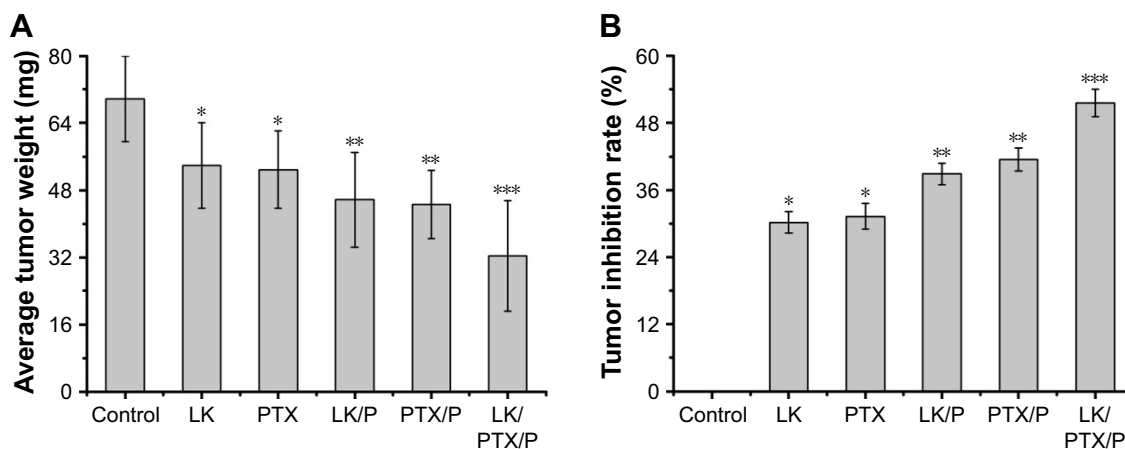 A
Average tumor weight (mg)
80
64
48
32
16
0
*
*
**
**
***
Control
LK
PTX
LK/P
PTX/P
LK/
PTX/P
B
Tumor inhibition rate (%)
60
48
36
24
12
0
*
*
**
**
***
Control
LK
PTX
LK/P
PTX/P
LK/
PTX/P